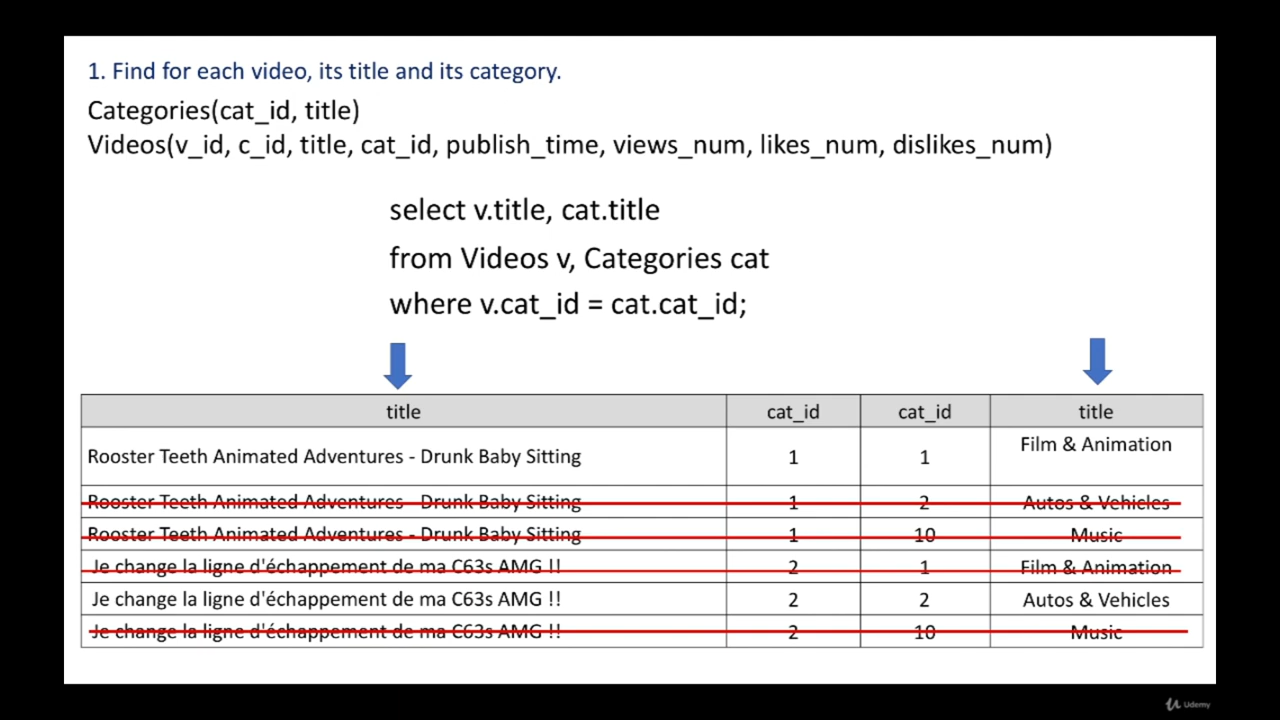 1. Find for each video, its title and its category.
Categories(cat_id, title)
Videos(v_id, c_id, title, cat_id, publish_time, views_num, likes_num, dislikes_num)
select v.title, cat.title
from Videos v, Categories cat
where v.cat_id = cat.cat_id;
title cat_id cat_id title
Rooster Teeth Animated Adventures - Drunk Baby Sitting 1 1 Film & Animation
Rooster Teeth Animated Adventures - Drunk Baby Sitting 1 2 Autos & Vehicles
Rooster Teeth Animated Adventures - Drunk Baby Sitting 1 10 Music
Je change la ligne d'échappement de ma C63s AMG !! 2 1 Film & Animation
Je change la ligne d'échappement de ma C63s AMG !! 2 2 Autos & Vehicles
Je change la ligne d'échappement de ma C63s AMG !! 2 10 Music
Udemy